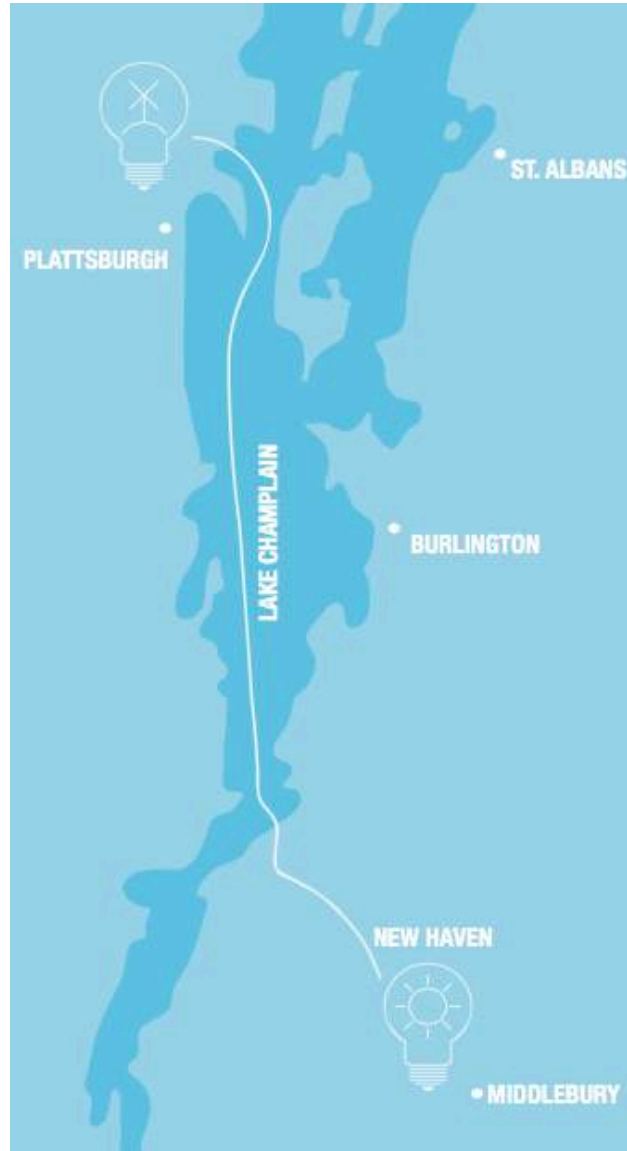 ST. ALBANS
PLATTSBURGH
LAKE CHAMPLAIN
BURLINGTON
NEW HAVEN
MIDDLEBURY